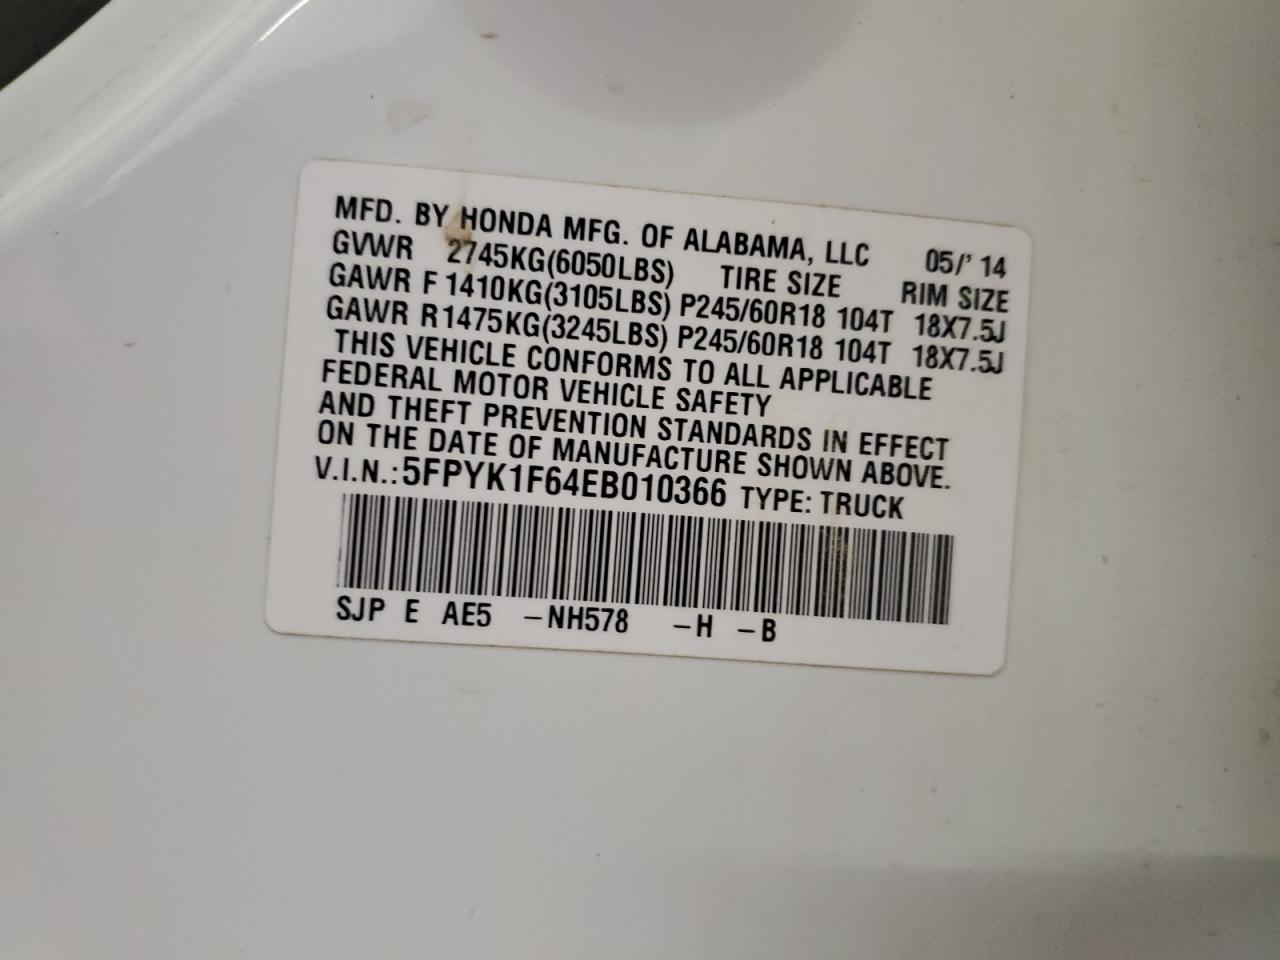 MFD. BY HONDA MFG. OF ALABAMA, LLC 05/' 14
GVWR 2745KG(6050LBS) TIRE SIZE RIM SIZE
GAWR F 1410KG(3105LBS) P245/60R18 104T 18X7.5J
GAWR R 1475KG(3245LBS) P245/60R18 104T 18X7.5J
THIS VEHICLE CONFORMS TO ALL APPLICABLE
FEDERAL MOTOR VEHICLE SAFETY
AND THEFT PREVENTION STANDARDS IN EFFECT
ON THE DATE OF MANUFACTURE SHOWN ABOVE.
V.I.N.: 5FPYK1F64EB010366 TYPE: TRUCK
SJP E AE5 -NH578 -H -B